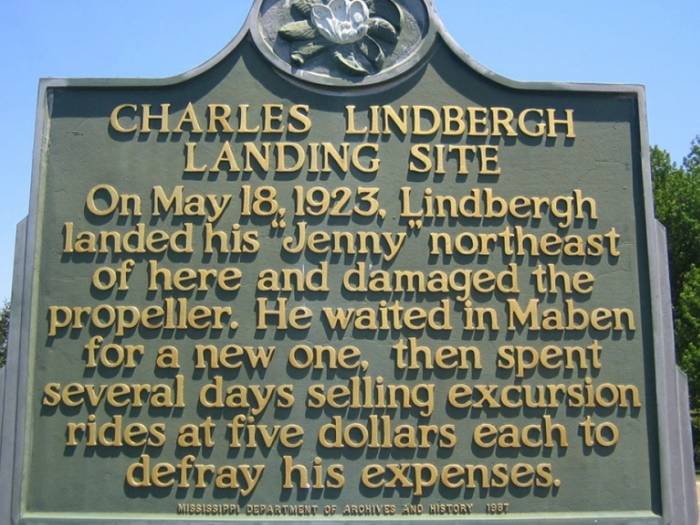 CHARLES LINDBERGH
LANDING SITE
On May 18, 1923, Lindbergh
landed his "Jenny" northeast
of here and damaged the
propeller. He waited in Maben
for a new one, then spent
several days selling excursion
rides at five dollars each to
defray his expenses.
MISSISSIPPI DEPARTMENT OF ARCHIVES AND HISTORY 1987